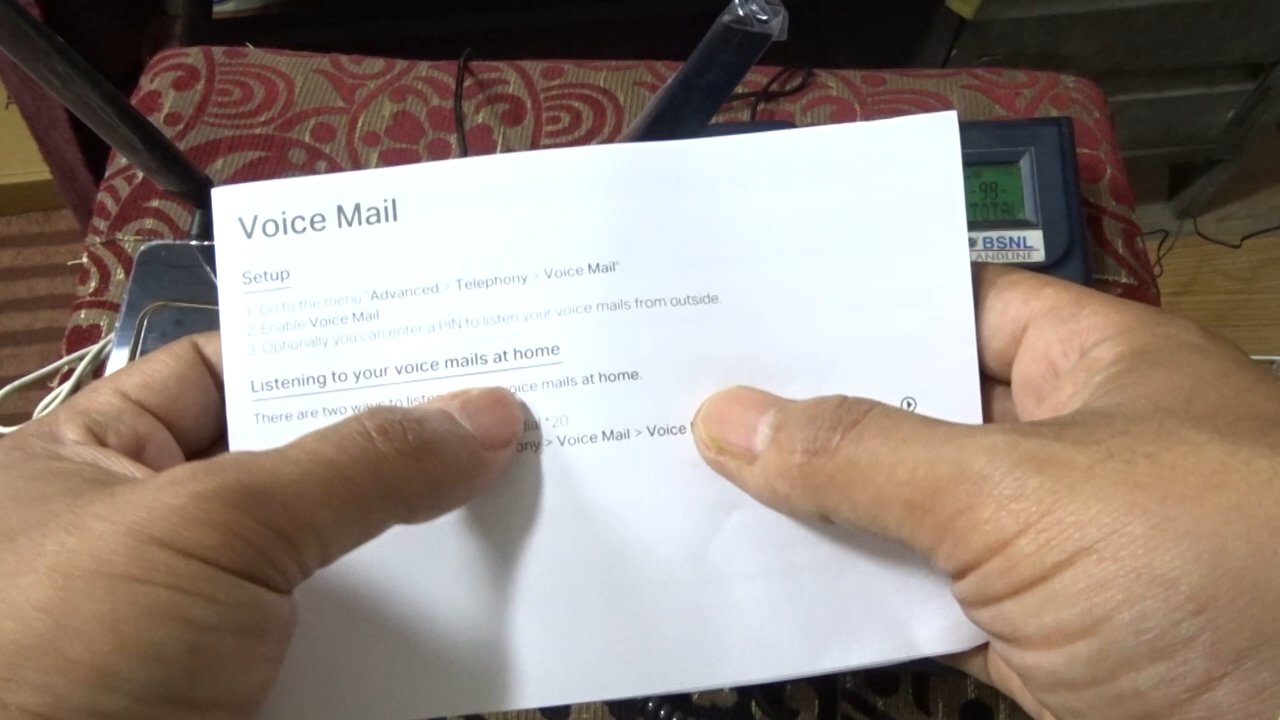 Voice Mail
Setup
1. Go to the menu "Advanced > Telephony > Voice Mail".
2. Enable Voice Mail
3. Optionally you can enter a PIN to listen your voice mails from outside.
Listening to your voice mails at home
There are two ways to listen voice mails at home.
dial *20
> Voice Mail > Voice
-99-
TOTAL
BSNL
LANDLINE